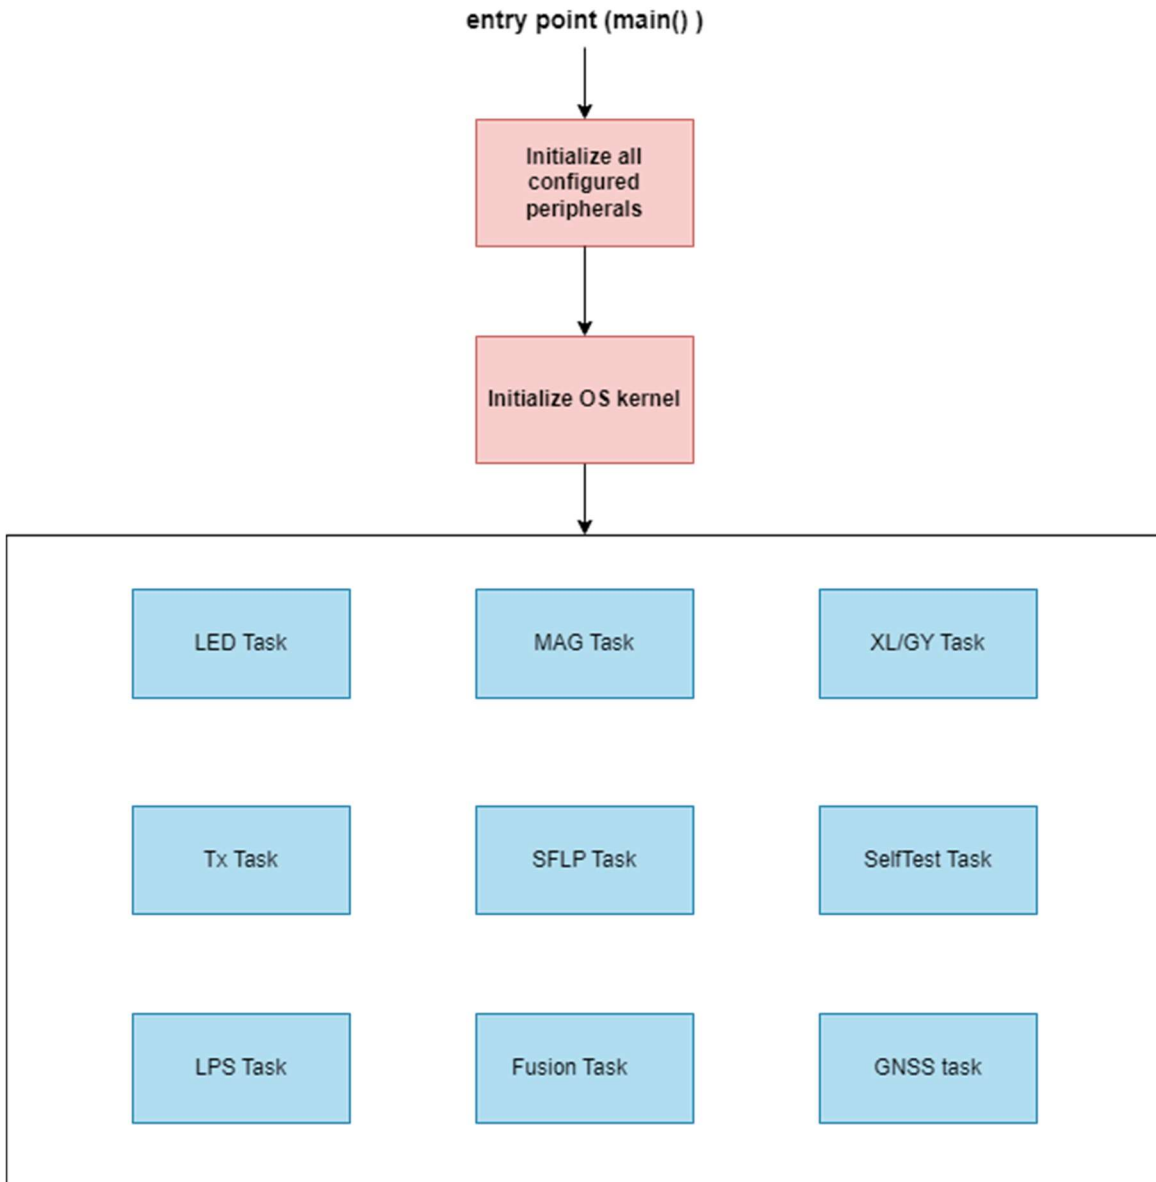 entry point (main() )
Initialize all
configured
peripherals
Initialize OS kernel
LED Task
MAG Task
XL/GY Task
Tx Task
SFLP Task
SelfTest Task
LPS Task
Fusion Task
GNSS task